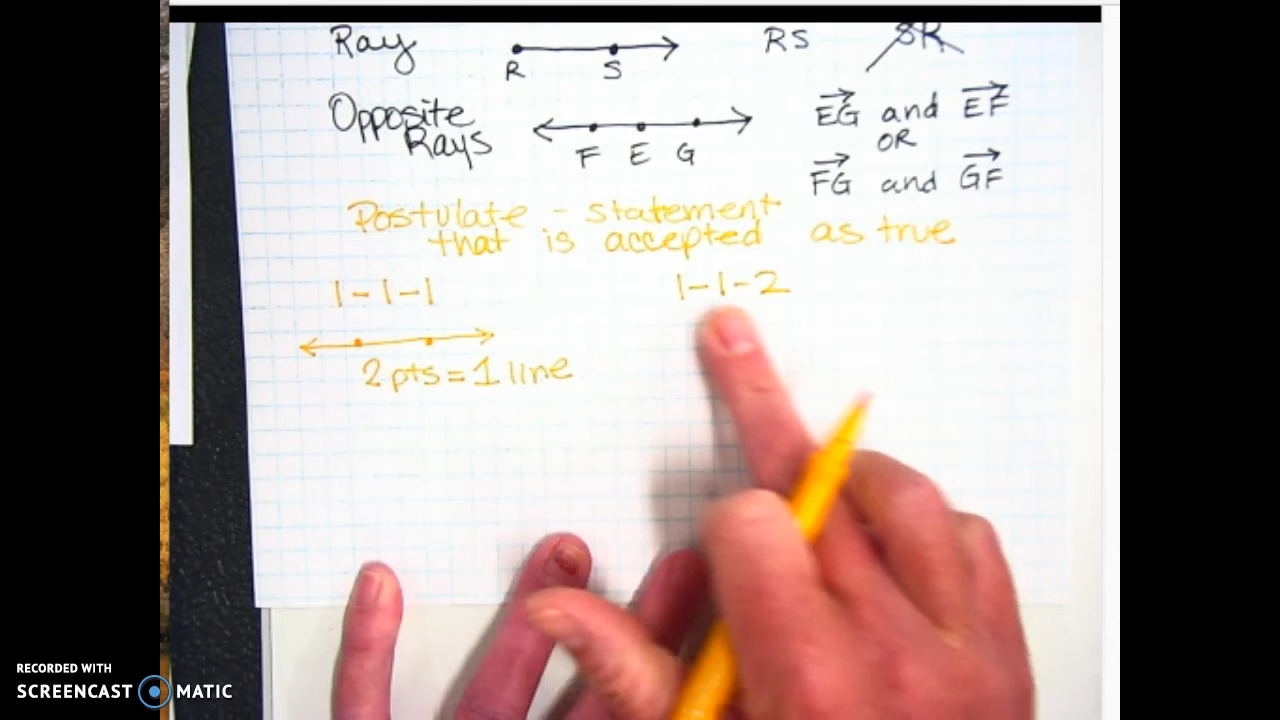 Ray RS SR
R S
Opposite Rays EG and EF
OR
F E G
FG and GF
Postulate - statement
that is accepted as true
1-1-1 1-1-2
2 pts = 1 line
RECORDED WITH
SCREENCAST MATIC